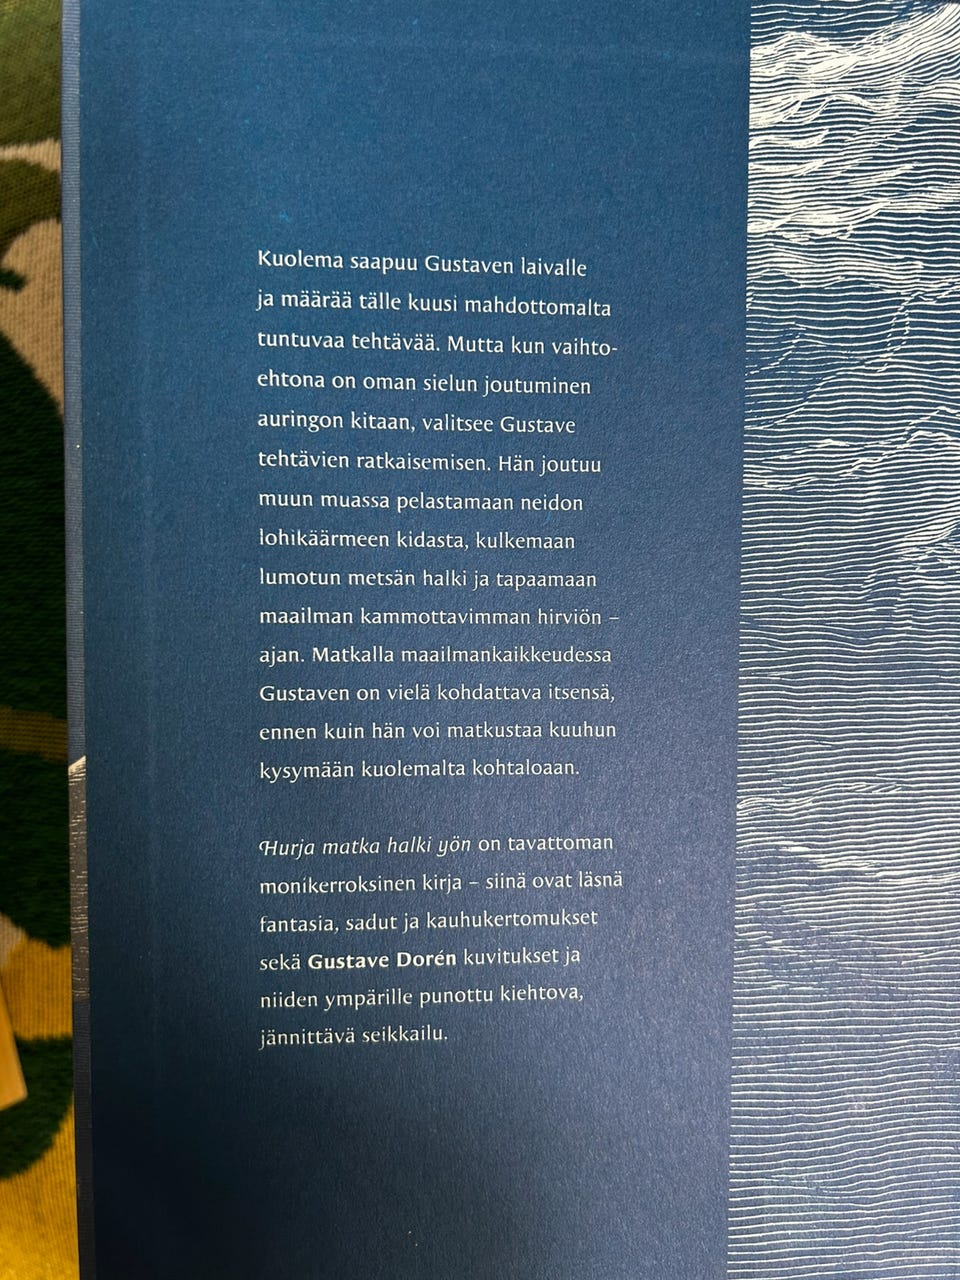 Kuolema saapuu Gustaven laivalle
ja määrää tälle kuusi mahdottomalta
tuntuvaa tehtävää. Mutta kun vaihto-
ehtona on oman sielun joutuminen
auringon kitaan, valitsee Gustave
tehtävien ratkaisemisen. Hän joutuu
muun muassa pelastamaan neidon
lohikäärmeen kidasta, kulkemaan
lumotun metsän halki ja tapaamaan
maailman kammottavimman hirviön –
ajan. Matkalla maailmankaikkeudessa
Gustaven on vielä kohdattava itsensä,
ennen kuin hän voi matkustaa kuuhun
kysymään kuolemalta kohtaloaan.
Hurja matka halki yön on tavattoman
monikerroksinen kirja – siinä ovat läsnä
fantasia, sadut ja kauhukertomukset
sekä Gustave Dorén kuvitukset ja
niiden ympärille punottu kiehtova,
jännittävä seikkailu.